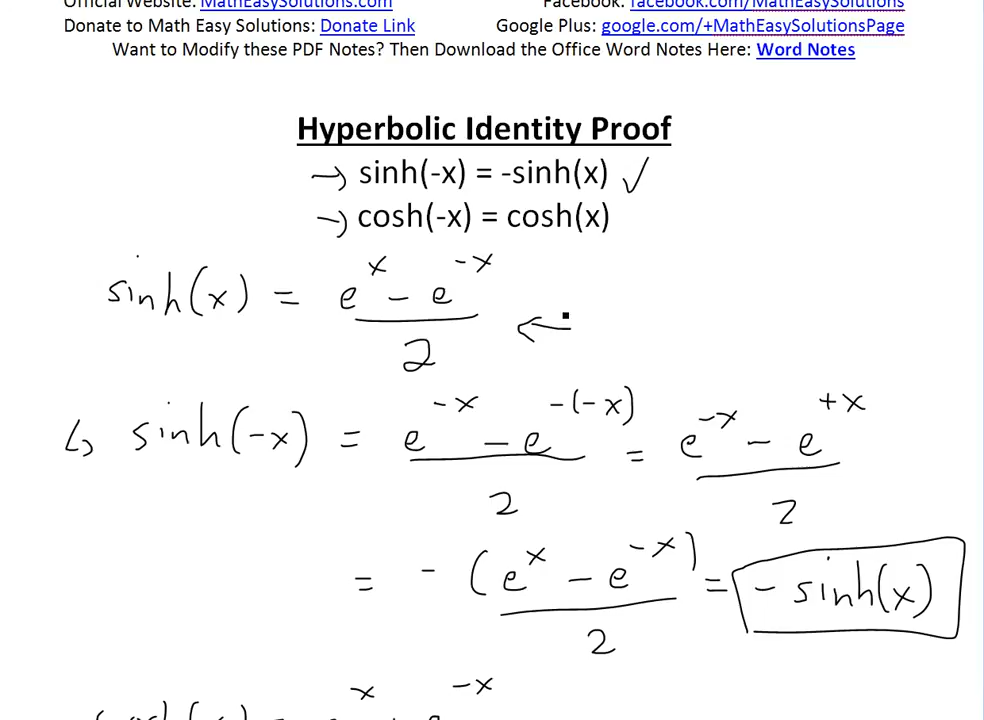 Official Website: MathEasySolutions.com Facebook: facebook.com/MathEasySolutions
Donate to Math Easy Solutions: Donate Link Google Plus: google.com/+MathEasySolutionsPage
Want to Modify these PDF Notes? Then Download the Office Word Notes Here: Word Notes
Hyperbolic Identity Proof
→ sinh(-x) = -sinh(x) ✓
→ cosh(-x) = cosh(x)
sinh(x) = (e^x - e^-x)/2 ←
↳ sinh(-x) = (e^-x - e^-(-x))/2 = (e^-x - e^+x)/2
= -(e^x - e^-x)/2 = -sinh(x)